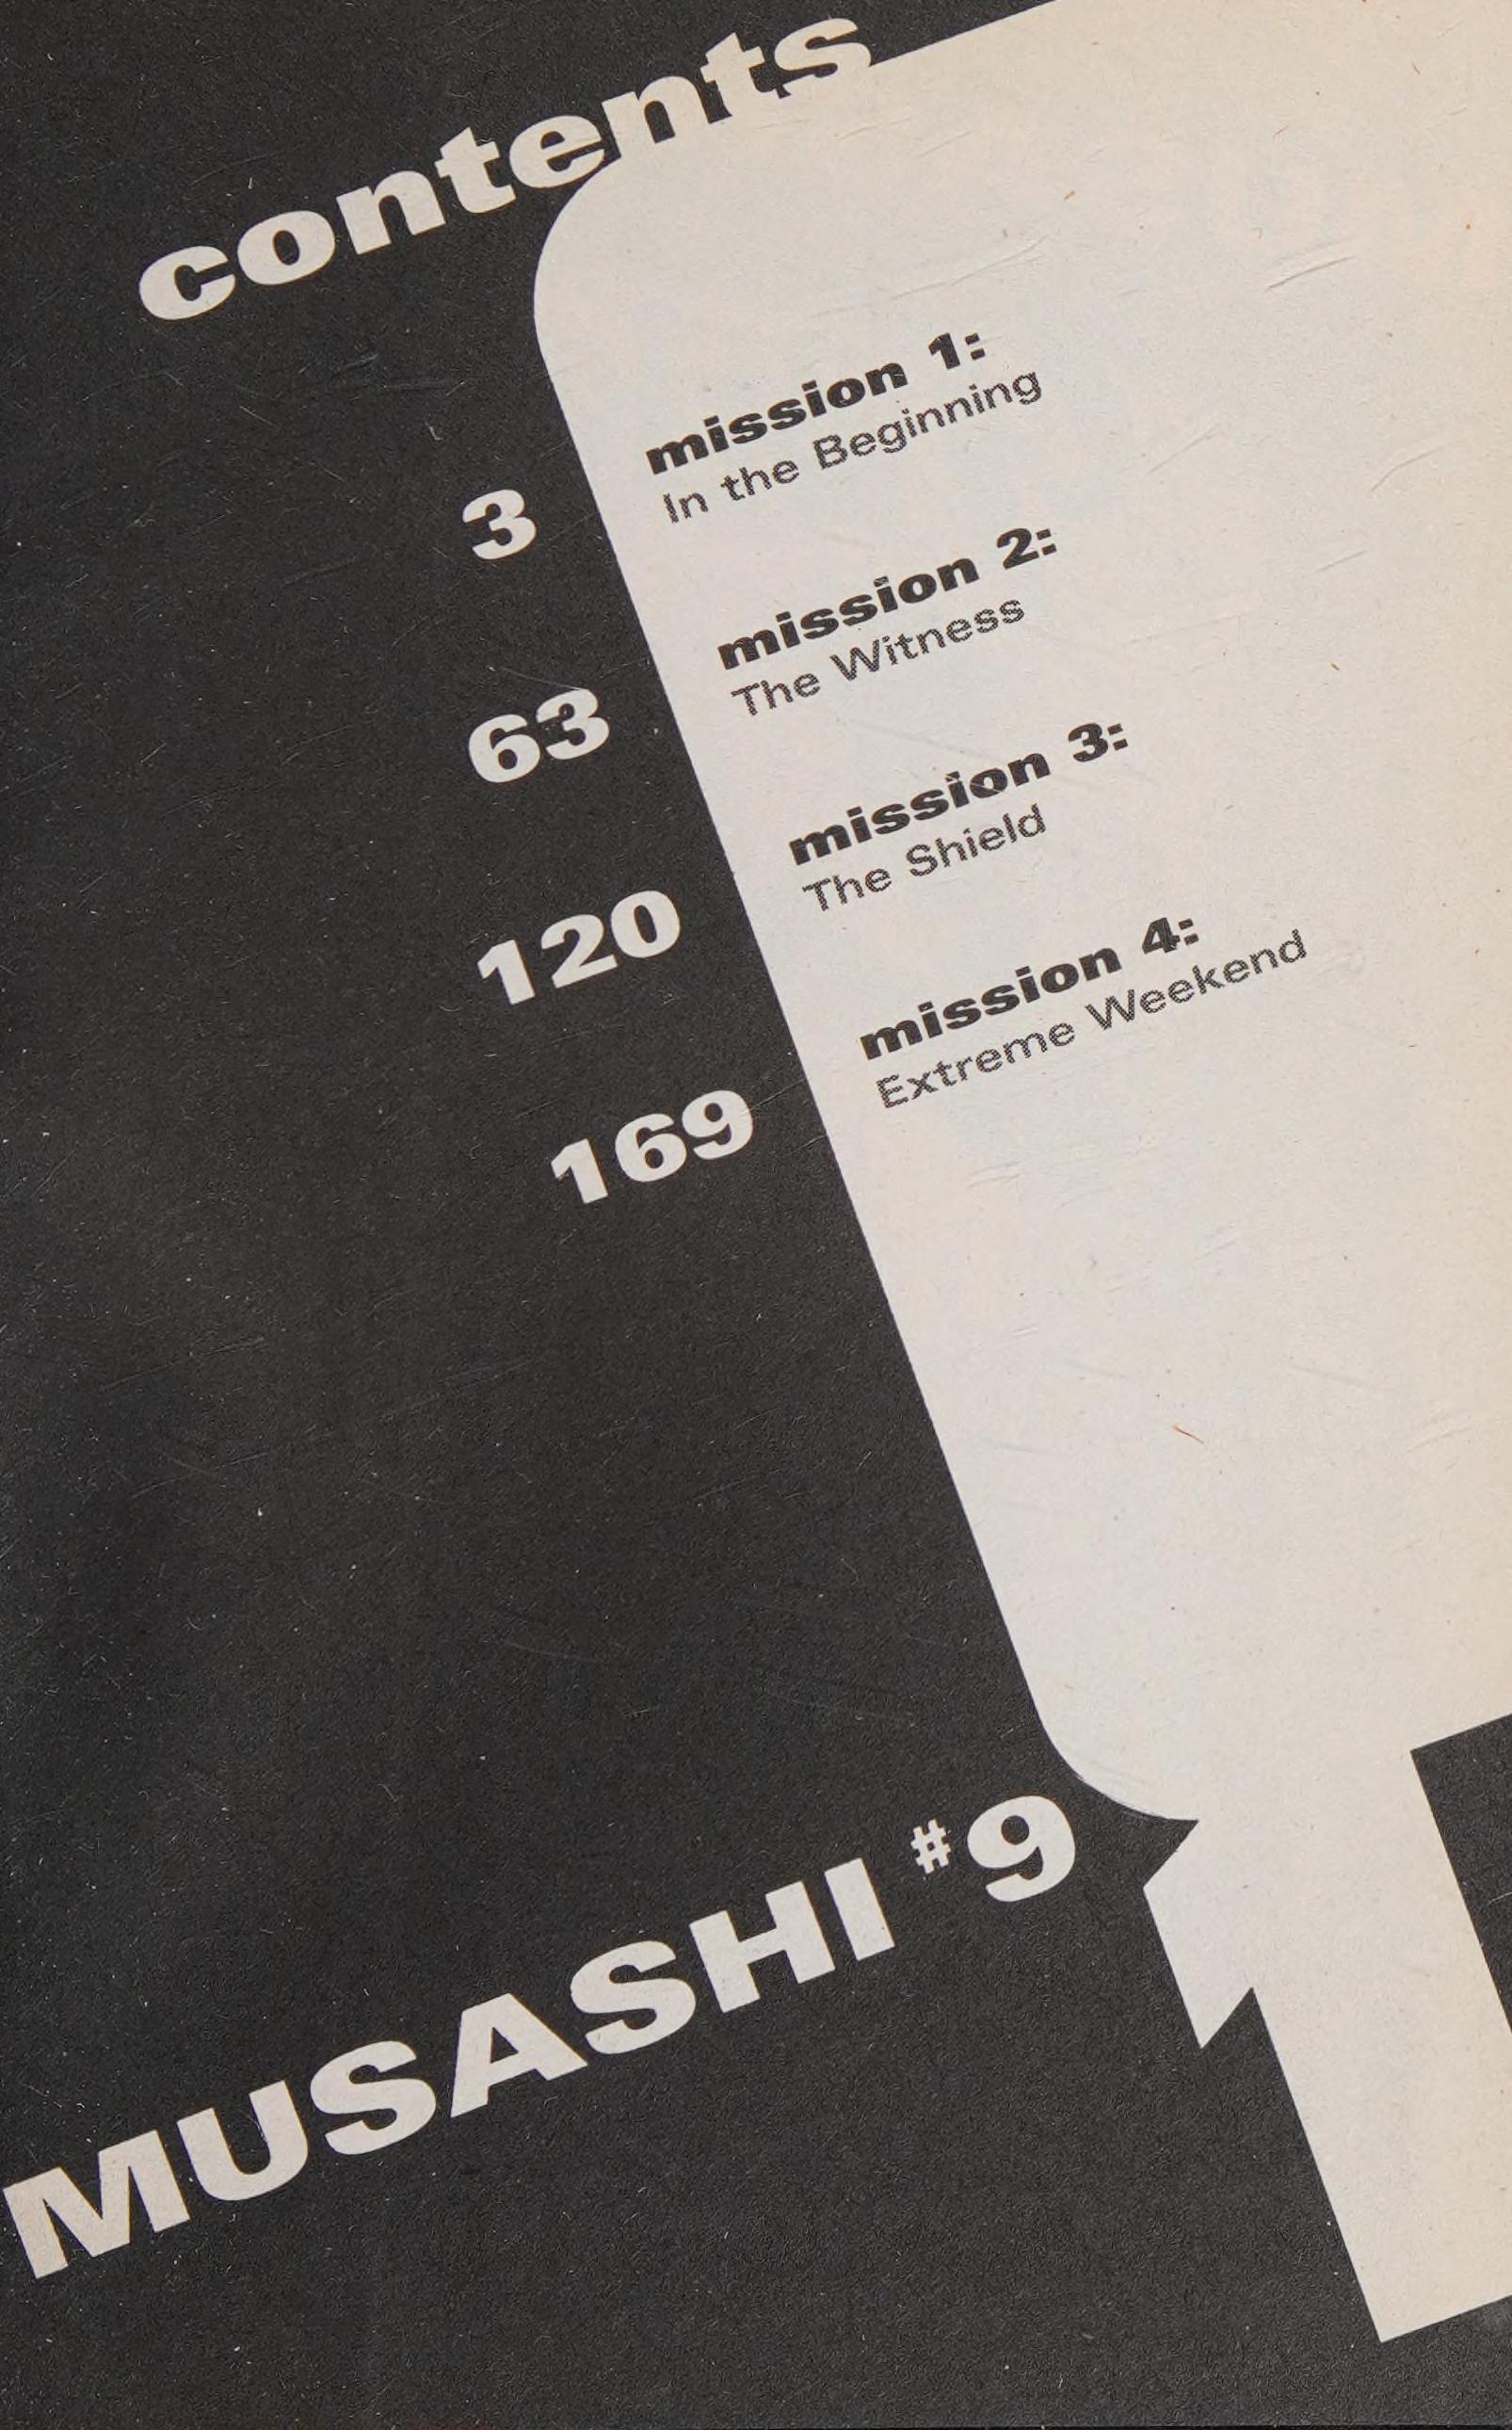 contents
mission 1:
In the Beginning
3
mission 2:
The Witness
63
mission 3:
The Shield
120
mission 4:
Extreme Weekend
169
MUSASHI #9
1